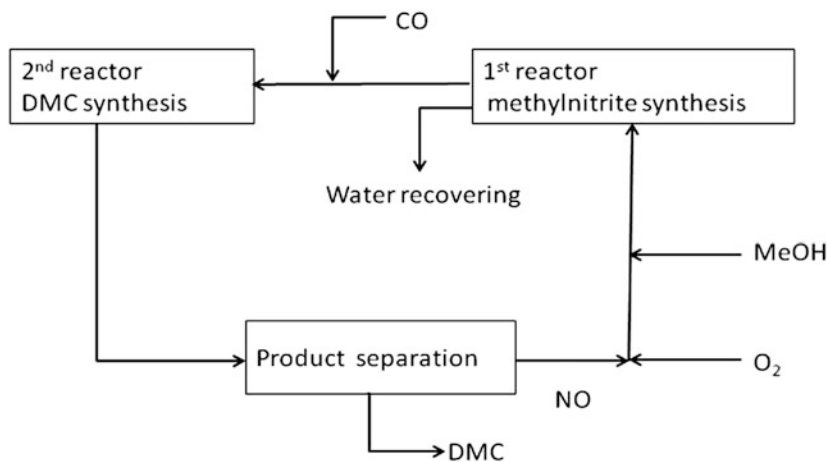 CO
2nd reactor
DMC synthesis
1st reactor
methylnitrite synthesis
Water recovering
MeOH
Product separation
O₂
NO
DMC